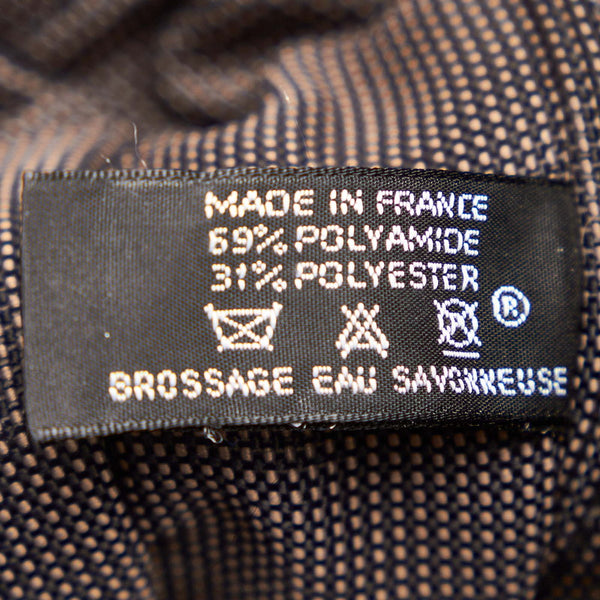 MADE IN FRANCE
69% POLYAMIDE
31% POLYESTER
P ®
BROSSAGE EAU SAVONNEUSE